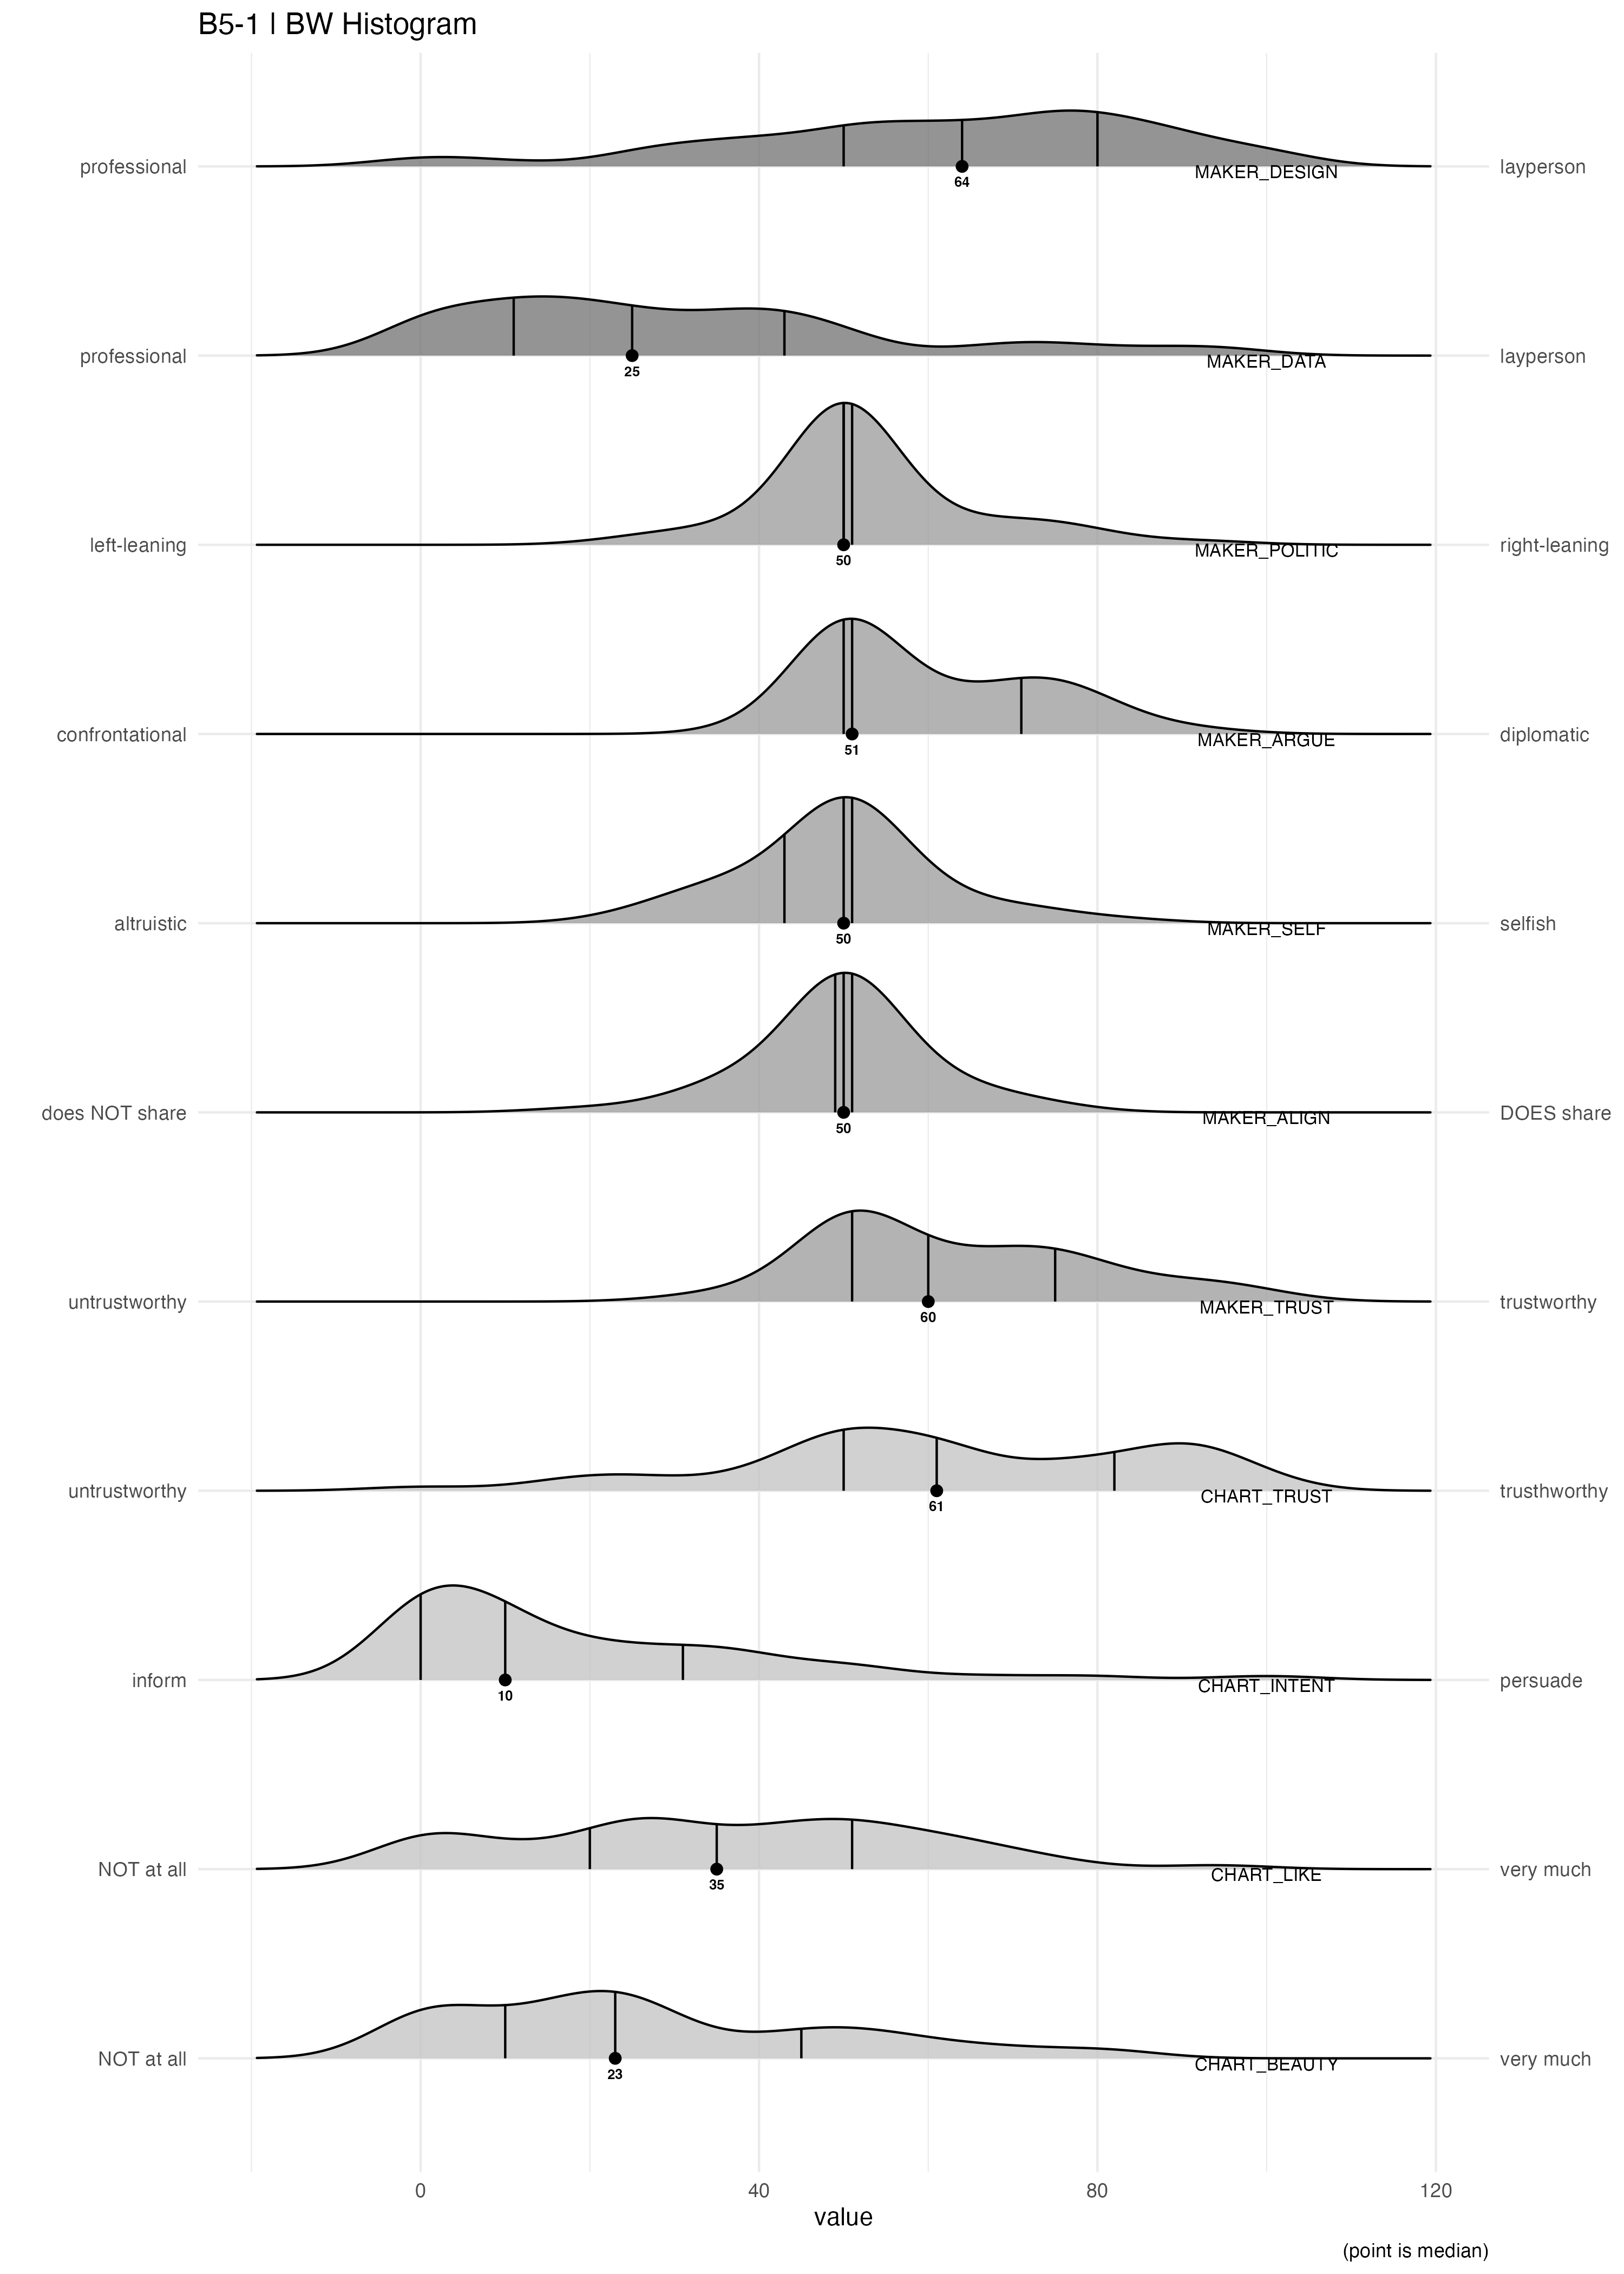 B5-1 | BW Histogram
professional
MAKER_DESIGN
layperson
64
professional
MAKER_DATA
layperson
25
left-leaning
MAKER_POLITIC
right-leaning
50
confrontational
MAKER_ARGUE
diplomatic
51
altruistic
MAKER_SELF
selfish
50
does NOT share
MAKER_ALIGN
DOES share
50
untrustworthy
MAKER_TRUST
trustworthy
60
untrustworthy
CHART_TRUST
trusthworthy
61
inform
CHART_INTENT
persuade
10
NOT at all
CHART_LIKE
very much
35
NOT at all
CHART_BEAUTY
very much
23
0 40 80 120
value
(point is median)